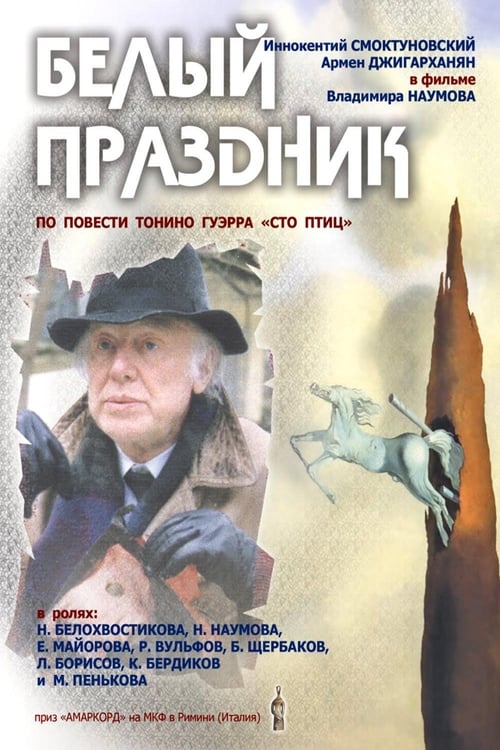 БЕЛЫЙ
ПРАЗДНИК
Иннокентий СМОКТУНОВСКИЙ
Армен ДЖИГАРХАНЯН
в фильме
Владимира НАУМОВА
ПО ПОВЕСТИ ТОНИНО ГУЭРРА «СТО ПТИЦ»
в ролях:
Н. БЕЛОХВОСТИКОВА, Н. НАУМОВА,
Е. МАЙОРОВА, Р. ВУЛЬФОВ, Б. ЩЕРБАКОВ,
Л. БОРИСОВ, К. БЕРДИКОВ
и М. ПЕНЬКОВА
приз «АМАРКОРД» на МКФ в Римини (Италия)